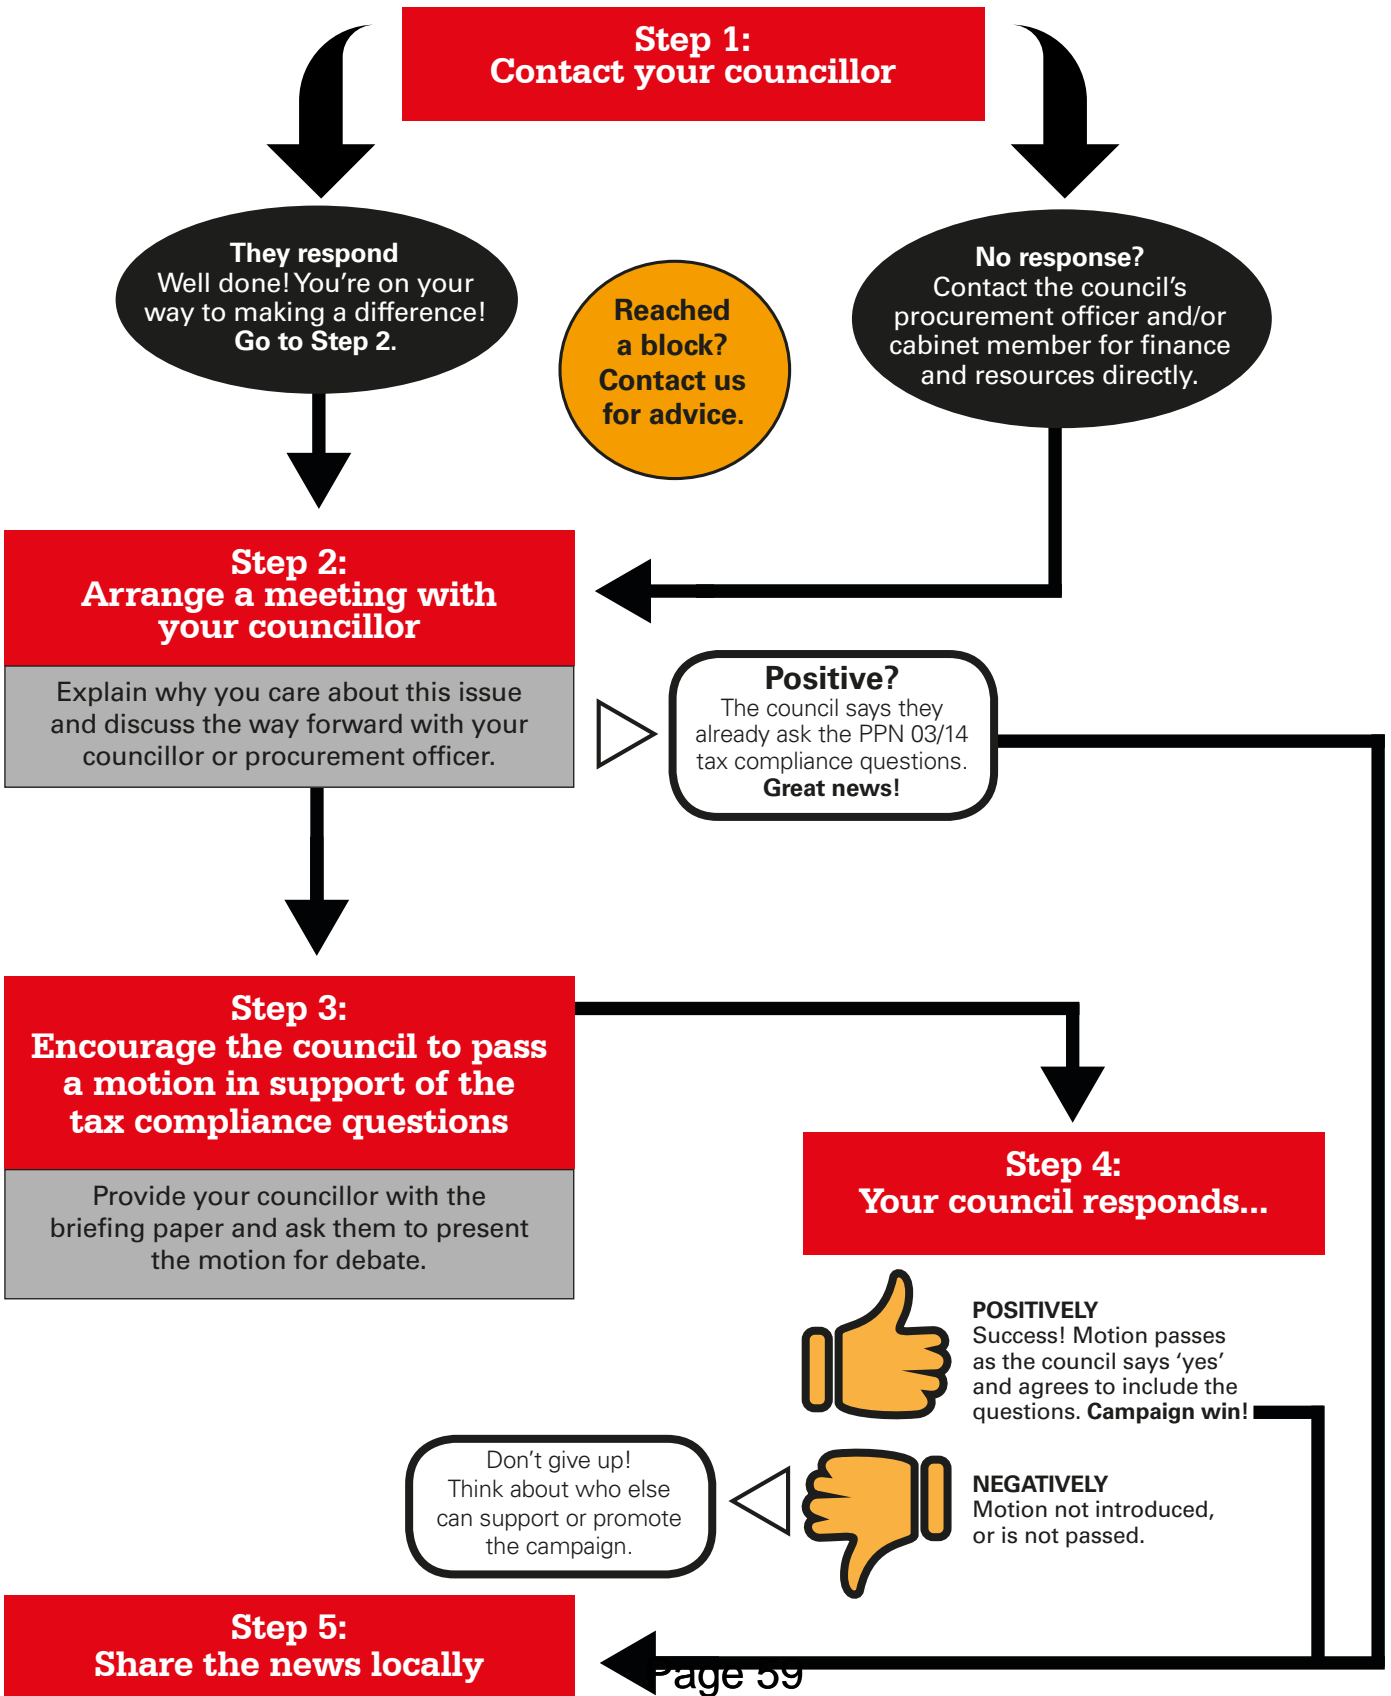 Step 1:
Contact your councillor
They respond
Well done! You're on your
way to making a difference!
Go to Step 2.
Reached
a block?
Contact us
for advice.
No response?
Contact the council's
procurement officer and/or
cabinet member for finance
and resources directly.
Step 2:
Arrange a meeting with
your councillor
Explain why you care about this issue
and discuss the way forward with your
councillor or procurement officer.
Positive?
The council says they
already ask the PPN 03/14
tax compliance questions.
Great news!
Step 3:
Encourage the council to pass
a motion in support of the
tax compliance questions
Provide your councillor with the
briefing paper and ask them to present
the motion for debate.
Step 4:
Your council responds...
POSITIVELY
Success! Motion passes
as the council says ‘yes’
and agrees to include the
questions. Campaign win!
NEGATIVELY
Motion not introduced,
or is not passed.
Don't give up!
Think about who else
can support or promote
the campaign.
Step 5:
Share the news locally
Page 59